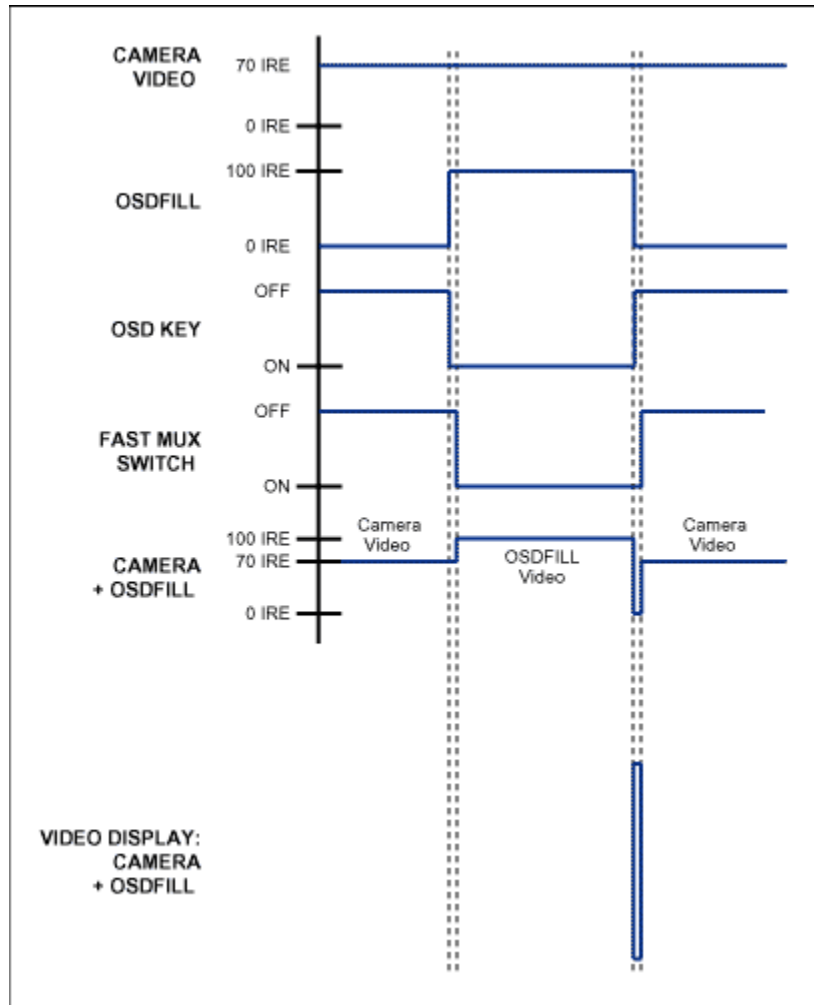 CAMERA
VIDEO
70 IRE
0 IRE
100 IRE
OSDFILL
0 IRE
OFF
OSD KEY
ON
OFF
FAST MUX
SWITCH
ON
Camera
Video
Camera
Video
100 IRE
70 IRE
OSDFILL
Video
CAMERA
+ OSDFILL
0 IRE
VIDEO DISPLAY:
CAMERA
+ OSDFILL